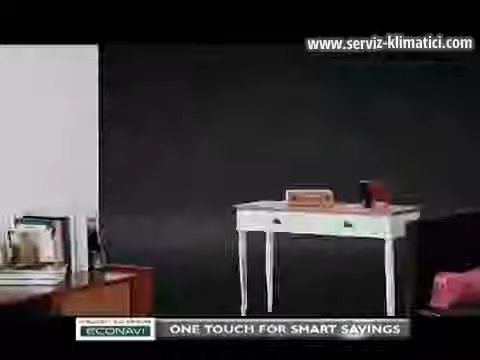 www.serviz-klimatici.com
ECONAVI
ONE TOUCH FOR SMART SAVINGS